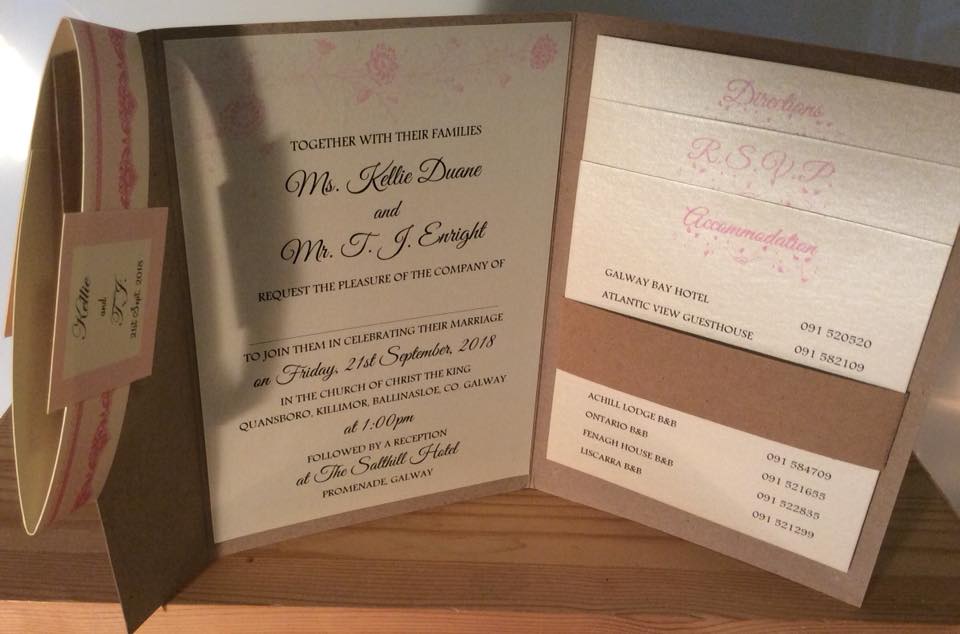 Kellie
and
T.J.
21st Sept. 2018
TOGETHER WITH THEIR FAMILIES
Ms. Kellie Duane
and
Mr. T. J. Enright
REQUEST THE PLEASURE OF THE COMPANY OF
TO JOIN THEM IN CELEBRATING THEIR MARRIAGE
on Friday, 21st September, 2018
IN THE CHURCH OF CHRIST THE KING
QUANSBORO, KILLIMOR, BALLINASLOE, CO. GALWAY
at 1:00pm
FOLLOWED BY A RECEPTION
at The Salthill Hotel
PROMENADE, GALWAY
Directions
R.S.V.P
Accommodation
GALWAY BAY HOTEL 091 520520
ATLANTIC VIEW GUESTHOUSE 091 582109
ACHILL LODGE B&B 091 584709
ONTARIO B&B 091 521655
FENAGH HOUSE B&B 091 522835
LISCARRA B&B 091 521299